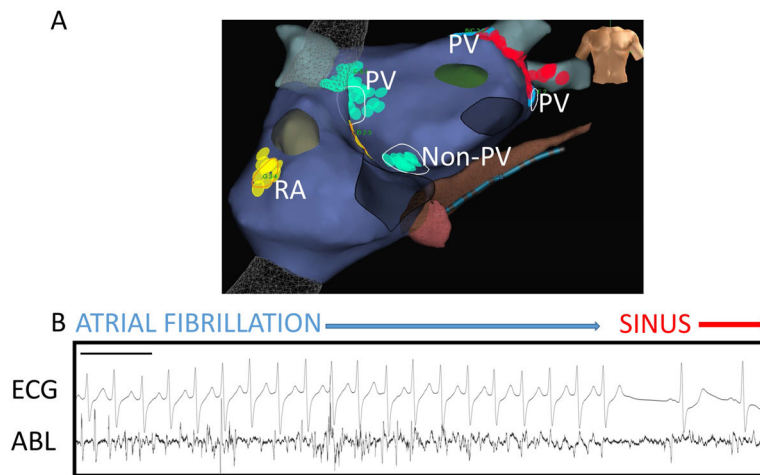 A
PV
PV
PV
Non-PV
RA
B
ATRIAL FIBRILLATION
SINUS
ECG
ABL